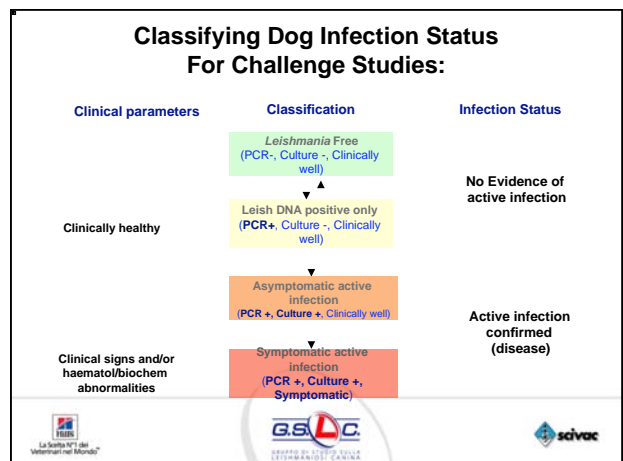 Classifying Dog Infection Status
For Challenge Studies:
Clinical parameters
Classification
Infection Status
Leishmania Free
(PCR-, Culture -, Clinically
well)
No Evidence of
active infection
Leish DNA positive only
(PCR+, Culture -, Clinically
well)
Clinically healthy
Asymptomatic active
infection
(PCR +, Culture +, Clinically well)
Active infection
confirmed
(disease)
Clinical signs and/or
haematol/biochem
abnormalities
Symptomatic active
infection
(PCR +, Culture +,
Symptomatic)
Hill's
La Scelta N°1 dei
Veterinari nel Mondo™
G.S.L.C.
GRUPPO DI STUDIO SULLA
LEISHMANIOSI CANINA
scivac